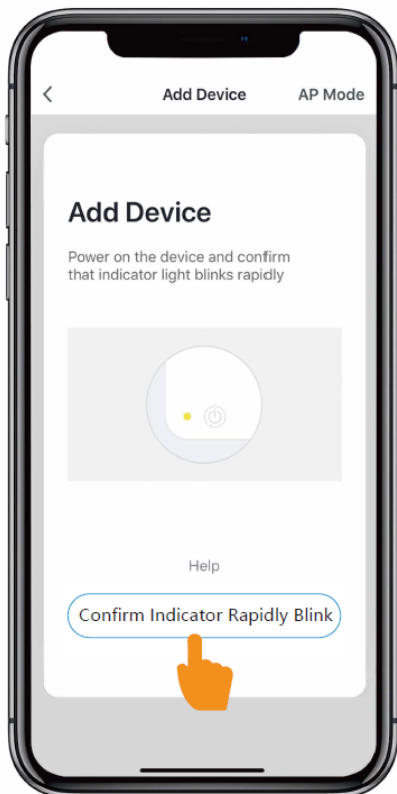 Add Device AP Mode
Add Device
Power on the device and confirm
that indicator light blinks rapidly
Help
Confirm Indicator Rapidly Blink